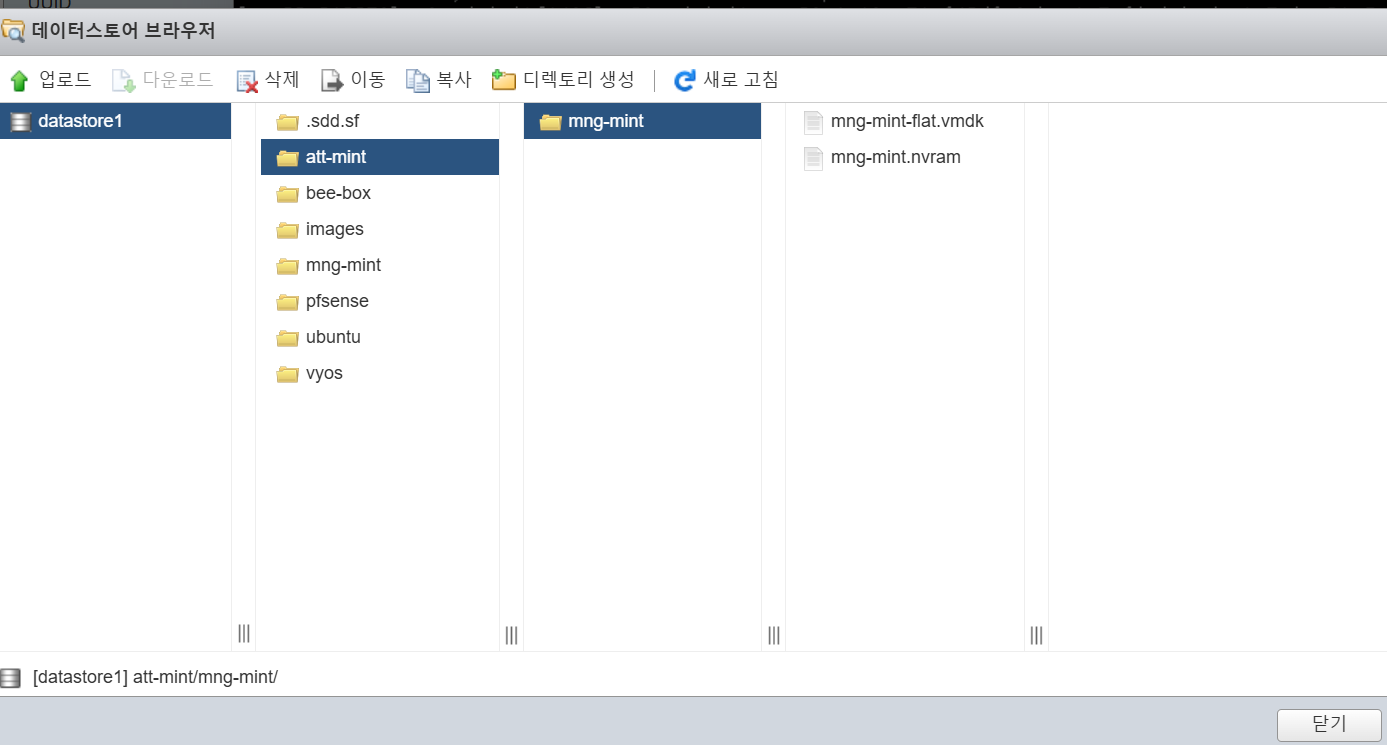 데이터스토어 브라우저
업로드 다운로드 삭제 이동 복사 디렉토리 생성 새로 고침
datastore1
.sdd.sf
att-mint
bee-box
images
mng-mint
pfsense
ubuntu
vyos
mng-mint
mng-mint-flat.vmdk
mng-mint.nvram
[datastore1] att-mint/mng-mint/
닫기